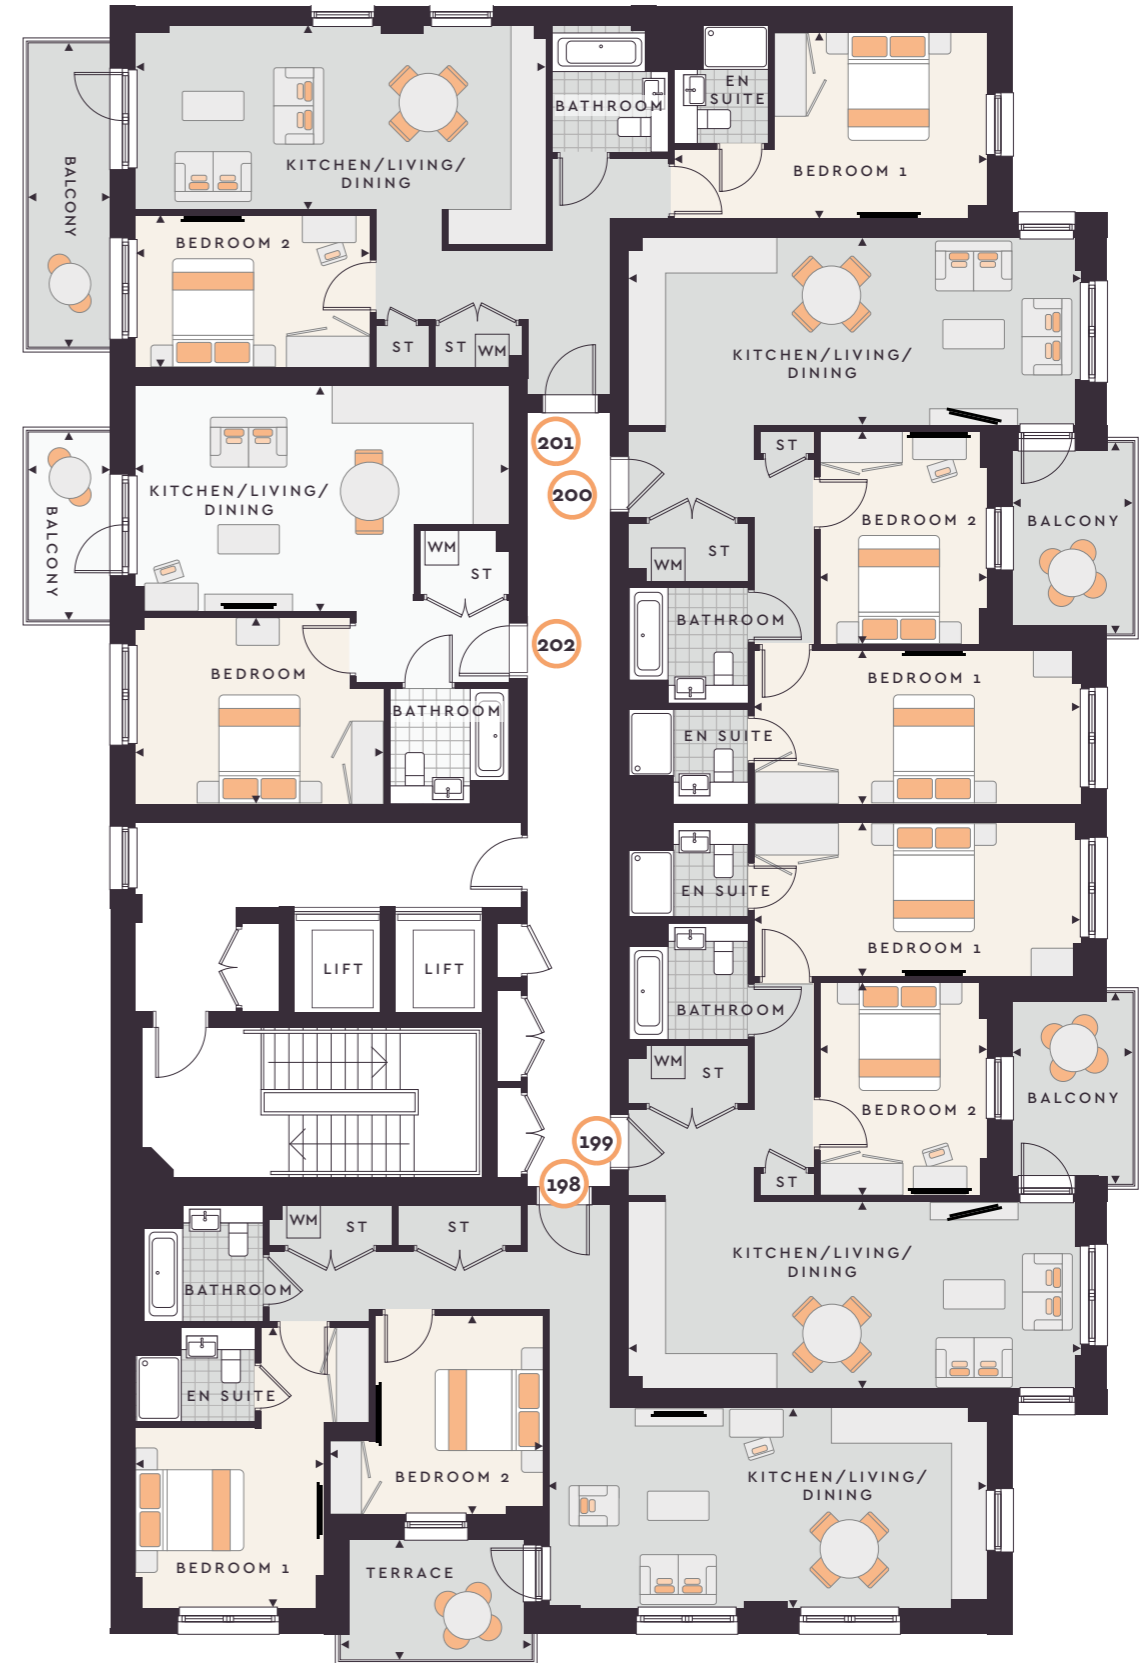 EN
SUITE
BATHROOM
BALCONY
KITCHEN/LIVING/
DINING
BEDROOM 1
BEDROOM 2
ST
ST
WM
KITCHEN/LIVING/
DINING
201
200
ST
BALCONY
KITCHEN/LIVING/
DINING
BEDROOM 2
BALCONY
WM
ST
ST
WM
BATHROOM
202
BEDROOM
BEDROOM 1
BATHROOM
EN SUITE
EN SUITE
BEDROOM 1
LIFT
LIFT
BATHROOM
WM
ST
BALCONY
BEDROOM 2
199
198
ST
WM
ST
ST
KITCHEN/LIVING/
DINING
BATHROOM
EN SUITE
BEDROOM 2
KITCHEN/LIVING/
DINING
BEDROOM 1
TERRACE